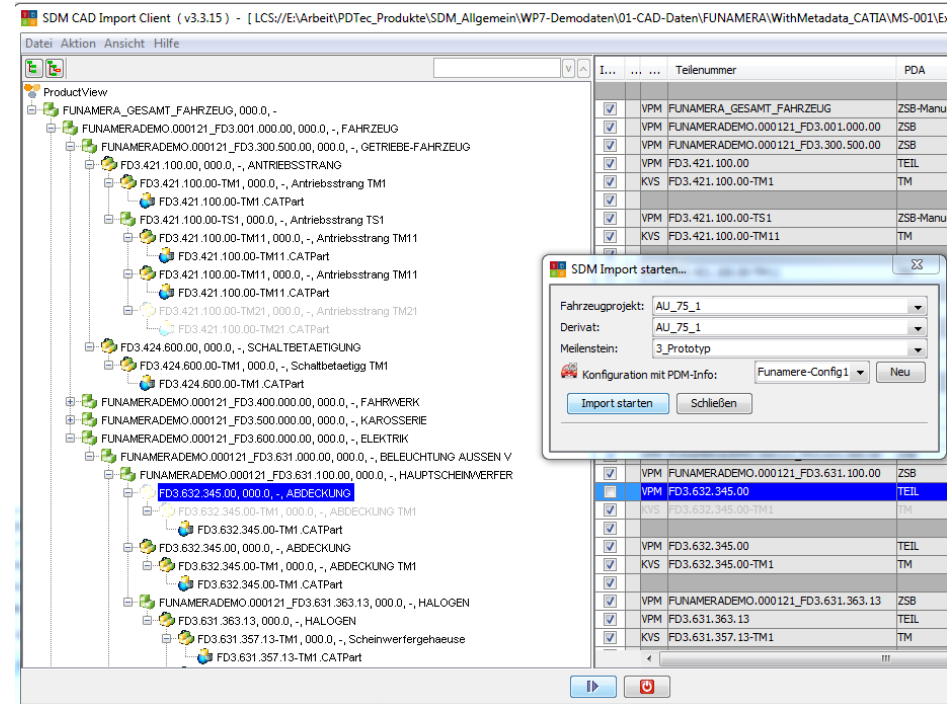 SDM CAD Import Client ( v3.3.15 ) - [ LCS://E:\Arbeit\PDTec_Produkte\SDM_Allgemein\WP7-Demodaten\01-CAD-Daten\FUNAMERA\WithMetadata_CATIA\MS-001\Ex
Datei Aktion Ansicht Hilfe
ProductView
FUNAMERA_GESAMT_FAHRZEUG, 000.0, -
FUNAMERADEMO.000121_FD3.001.000.00, 000.0, -, FAHRZEUG
FUNAMERADEMO.000121_FD3.300.500.00, 000.0, -, GETRIEBE-FAHRZEUG
FD3.421.100.00, 000.0, -, ANTRIEBSSTRANG
FD3.421.100.00-TM1, 000.0, -, Antriebsstrang TM1
FD3.421.100.00-TM1.CATPart
FD3.421.100.00-TS1, 000.0, -, Antriebsstrang TS1
FD3.421.100.00-TM11, 000.0, -, Antriebsstrang TM11
FD3.421.100.00-TM11.CATPart
FD3.421.100.00-TM11, 000.0, -, Antriebsstrang TM11
FD3.421.100.00-TM11.CATPart
FD3.421.100.00-TM21, 000.0, -, Antriebsstrang TM21
FD3.421.100.00-TM21.CATPart
FD3.424.600.00, 000.0, -, SCHALTBETAETIGUNG
FD3.424.600.00-TM1, 000.0, -, Schaltbetaetigg TM1
FD3.424.600.00-TM1.CATPart
FUNAMERADEMO.000121_FD3.400.000.00, 000.0, -, FAHRWERK
FUNAMERADEMO.000121_FD3.500.000.00, 000.0, -, KAROSSERIE
FUNAMERADEMO.000121_FD3.600.000.00, 000.0, -, ELEKTRIK
FUNAMERADEMO.000121_FD3.631.000.00, 000.0, -, BELEUCHTUNG AUSSEN V
FUNAMERADEMO.000121_FD3.631.100.00, 000.0, -, HAUPTSCHEINWERFER
FD3.632.345.00, 000.0, -, ABDECKUNG
FD3.632.345.00-TM1, 000.0, -, ABDECKUNG TM1
FD3.632.345.00-TM1.CATPart
FD3.632.345.00, 000.0, -, ABDECKUNG
FD3.632.345.00-TM1, 000.0, -, ABDECKUNG TM1
FD3.632.345.00-TM1.CATPart
FUNAMERADEMO.000121_FD3.631.363.13, 000.0, -, HALOGEN
FD3.631.363.13, 000.0, -, HALOGEN
FD3.631.357.13-TM1, 000.0, -, Scheinwerfergehaeuse
FD3.631.357.13-TM1.CATPart
I... ... ... Teilenummer PDA
VPM FUNAMERA_GESAMT_FAHRZEUG ZSB-Manu
VPM FUNAMERADEMO.000121_FD3.001.000.00 ZSB
VPM FUNAMERADEMO.000121_FD3.300.500.00 ZSB
VPM FD3.421.100.00 TEIL
KVS FD3.421.100.00-TM1 TM
VPM FD3.421.100.00-TS1 ZSB-Manu
KVS FD3.421.100.00-TM11 TM
SDM Import starten...
Fahrzeugprojekt: AU_75_1
Derivat: AU_75_1
Meilenstein: 3_Prototyp
Konfiguration mit PDM-Info: Funamere-Config1 Neu
Import starten Schließen
VPM FUNAMERADEMO.000121_FD3.631.100.00 ZSB
VPM FD3.632.345.00 TEIL
KVS FD3.632.345.00-TM1 TM
VPM FD3.632.345.00 TEIL
KVS FD3.632.345.00-TM1 TM
VPM FUNAMERADEMO.000121_FD3.631.363.13 ZSB
VPM FD3.631.363.13 TEIL
KVS FD3.631.357.13-TM1 TM